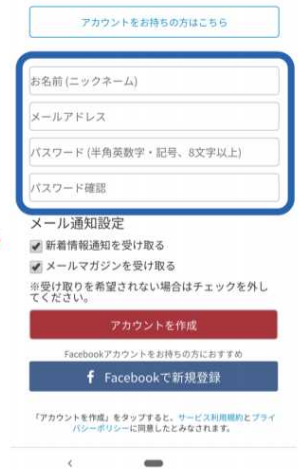 アカウントをお持ちの方はこちら
お名前 (ニックネーム)
メールアドレス
パスワード (半角英数字・記号、8文字以上)
パスワード確認
メール通知設定
新着情報通知を受け取る
メールマガジンを受け取る
※受け取りを希望されない場合はチェックを外し
てください。
アカウントを作成
Facebookアカウントをお持ちの方におすすめ
f Facebookで新規登録
「アカウントを作成」をタップすると、サービス利用規約とプライ
バシーポリシーに同意したとみなされます。